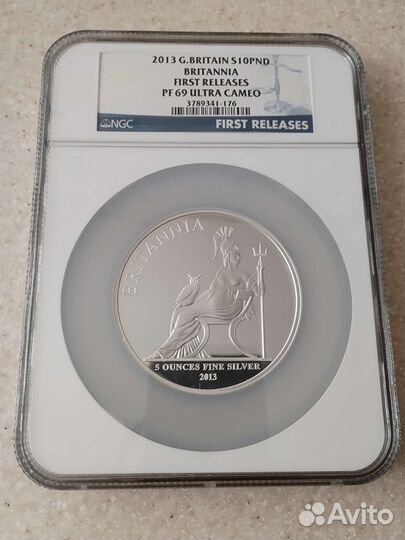 2013 G.BRITAIN S10PND
BRITANNIA
FIRST RELEASES
PF 69 ULTRA CAMEO
3789341-176
NGC
FIRST RELEASES
BRITANNIA
5 OUNCES FINE SILVER
2013
Avito